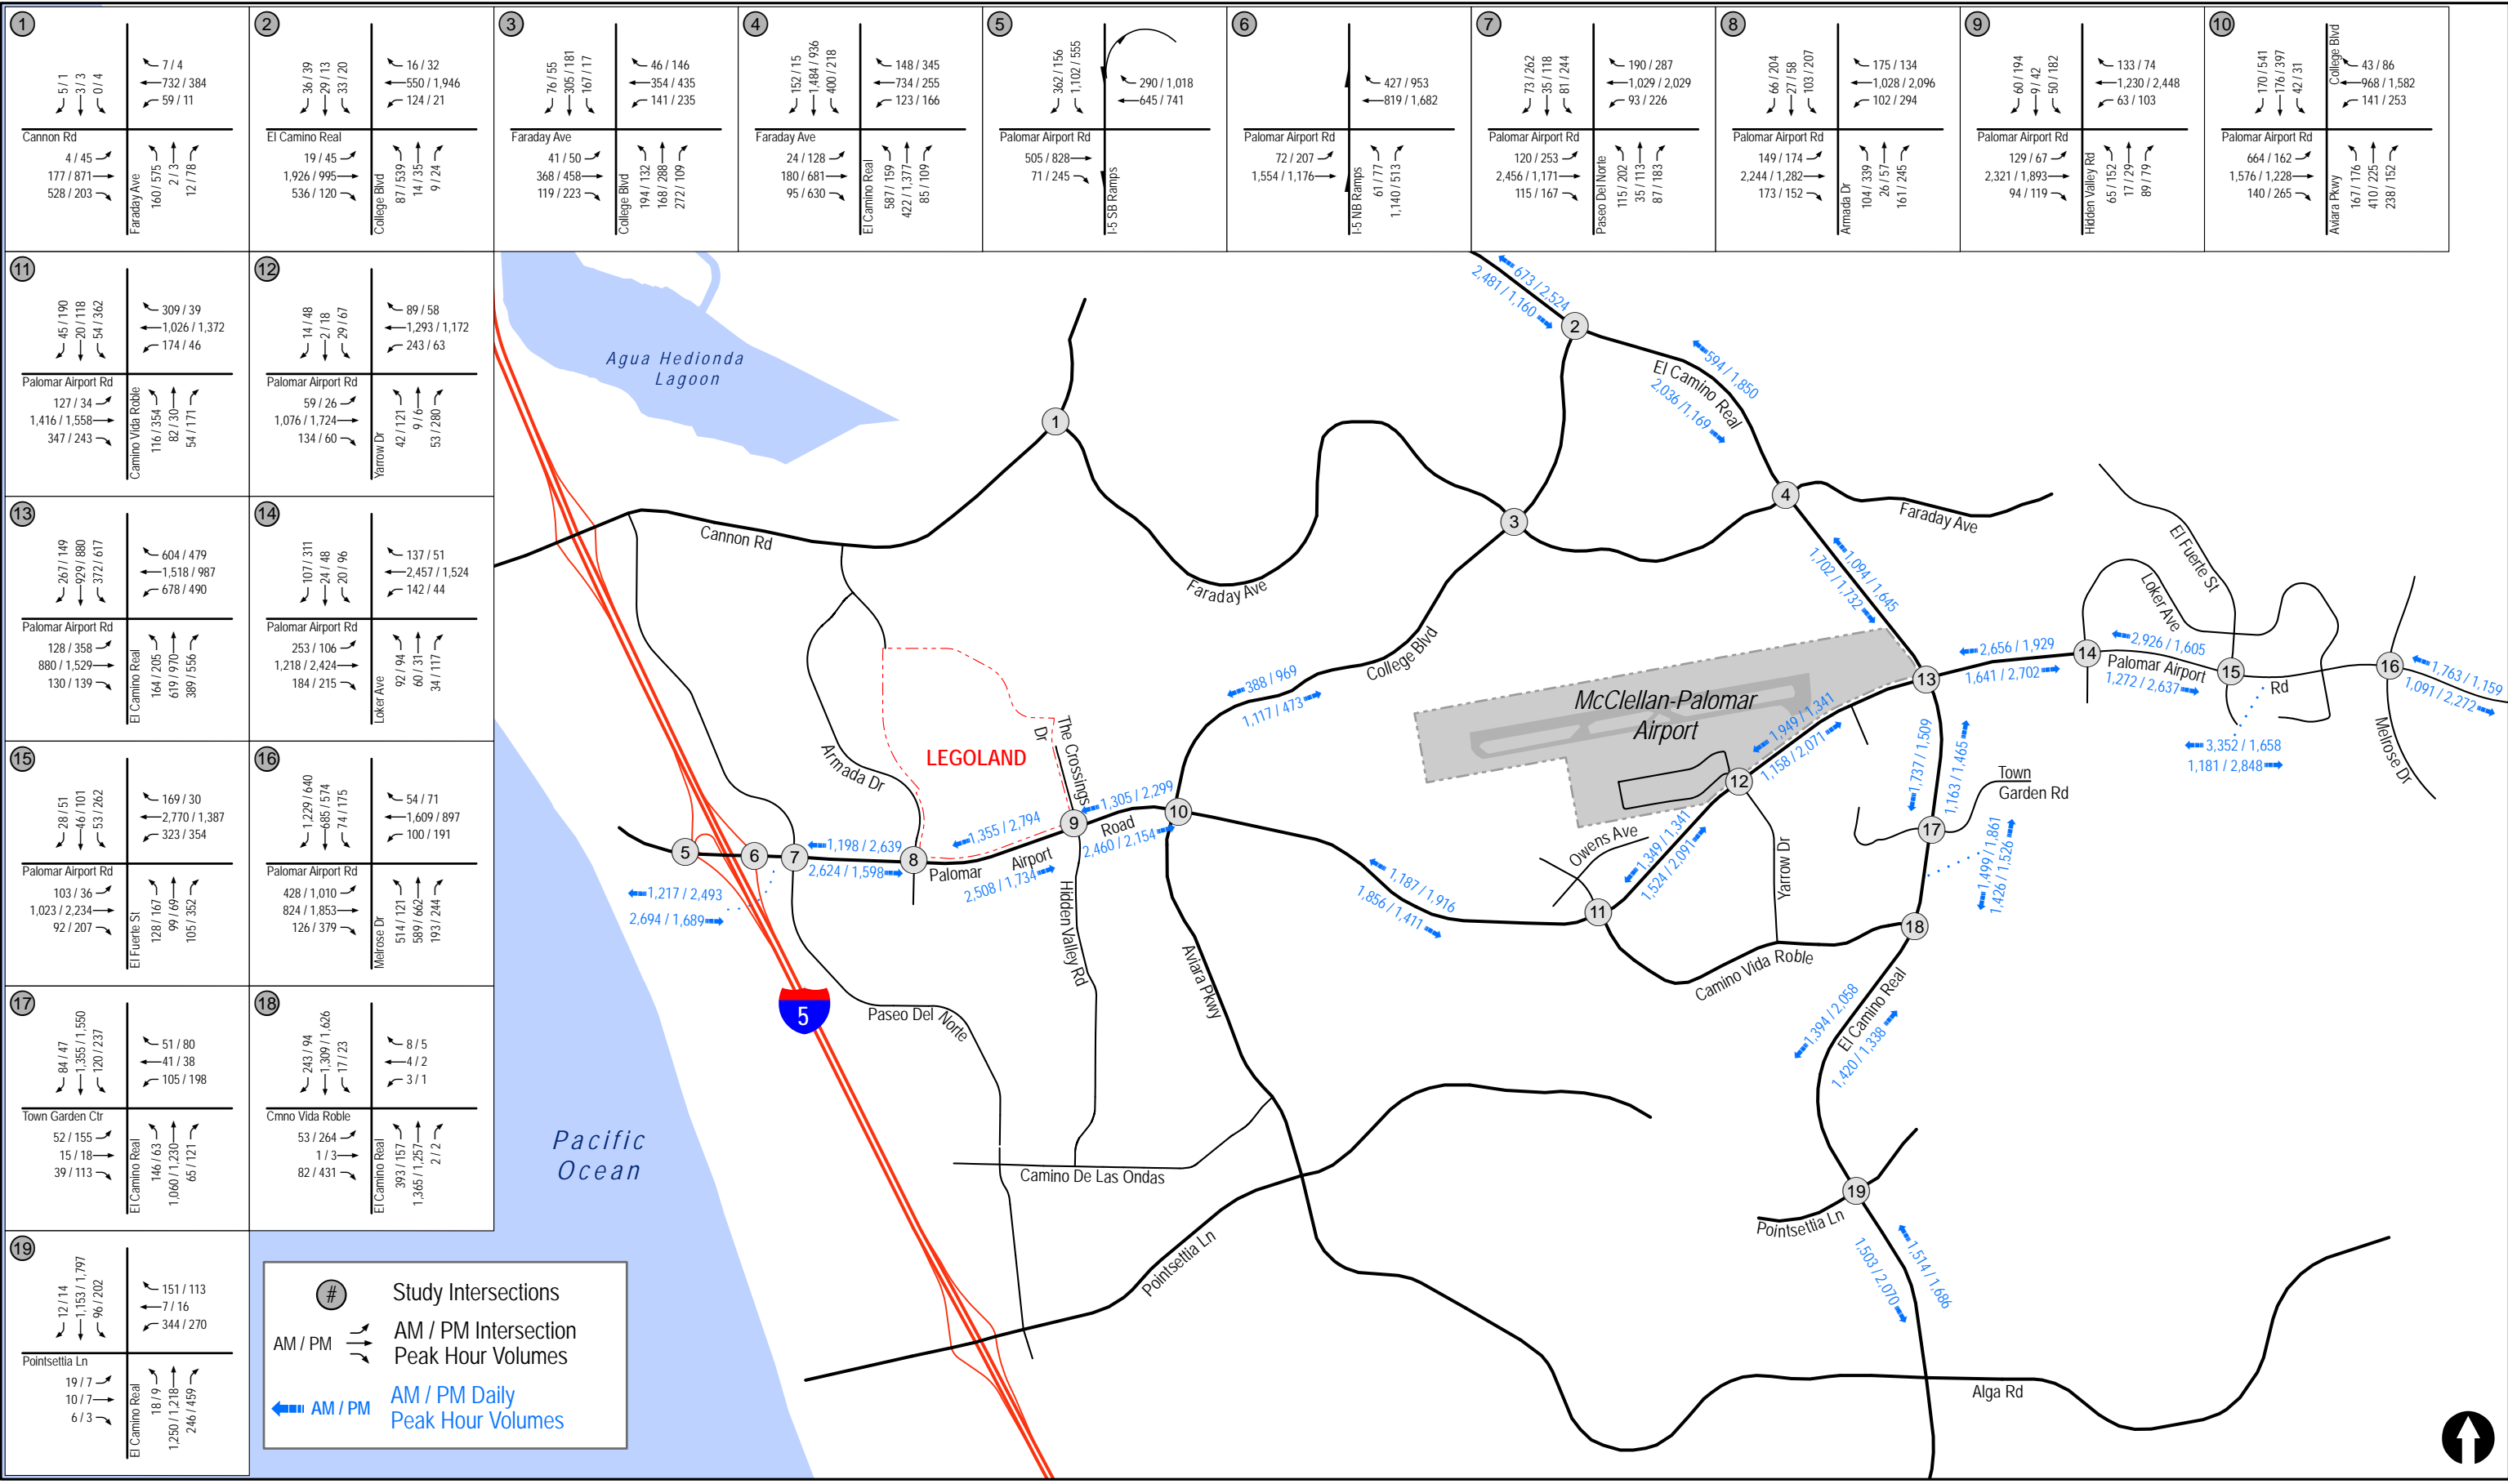 1
5 / 1
3 / 3
0 / 4
7 / 4
732 / 384
59 / 11
Cannon Rd
4 / 45
177 / 871
528 / 203
Faraday Ave
160 / 575
2 / 3
12 / 78
2
36 / 39
29 / 13
33 / 20
16 / 32
550 / 1,946
124 / 21
El Camino Real
19 / 45
1,926 / 995
536 / 120
College Blvd
87 / 539
14 / 35
9 / 24
3
76 / 55
305 / 181
167 / 17
46 / 146
354 / 435
141 / 235
Faraday Ave
41 / 50
368 / 458
119 / 223
College Blvd
194 / 132
168 / 288
272 / 109
4
152 / 15
1,484 / 936
400 / 218
148 / 345
734 / 255
123 / 166
Faraday Ave
24 / 128
180 / 681
95 / 630
El Camino Real
587 / 159
422 / 1,377
85 / 109
5
362 / 156
1,102 / 555
290 / 1,018
645 / 741
Palomar Airport Rd
505 / 828
71 / 245
I-5 SB Ramps
6
427 / 953
819 / 1,682
Palomar Airport Rd
72 / 207
1,554 / 1,176
I-5 NB Ramps
61 / 77
1,140 / 513
7
73 / 262
35 / 118
81 / 244
190 / 287
1,029 / 2,029
93 / 226
Palomar Airport Rd
120 / 253
2,456 / 1,171
115 / 167
Paseo Del Norte
115 / 202
35 / 113
87 / 183
8
66 / 204
27 / 58
103 / 207
175 / 134
1,028 / 2,096
102 / 294
Palomar Airport Rd
149 / 174
2,244 / 1,282
173 / 152
Armada Dr
104 / 339
26 / 57
161 / 245
9
60 / 194
9 / 42
50 / 182
133 / 74
1,230 / 2,448
63 / 103
Palomar Airport Rd
129 / 67
2,321 / 1,893
94 / 119
Hidden Valley Rd
65 / 152
17 / 29
89 / 79
10
170 / 541
176 / 397
42 / 31
College Blvd
43 / 86
968 / 1,582
141 / 253
Palomar Airport Rd
664 / 162
1,576 / 1,228
140 / 265
Aviara Pkwy
167 / 176
410 / 225
238 / 152
11
45 / 190
20 / 118
54 / 362
309 / 39
1,026 / 1,372
174 / 46
Palomar Airport Rd
127 / 34
1,416 / 1,558
347 / 243
Camino Vida Roble
116 / 354
82 / 30
54 / 171
12
14 / 48
2 / 18
29 / 67
89 / 58
1,293 / 1,172
243 / 63
Palomar Airport Rd
59 / 26
1,076 / 1,724
134 / 60
Yarrow Dr
42 / 121
9 / 6
53 / 280
13
267 / 149
929 / 880
372 / 617
604 / 479
1,518 / 987
678 / 490
Palomar Airport Rd
128 / 358
880 / 1,529
130 / 139
El Camino Real
164 / 205
619 / 970
389 / 556
14
107 / 311
24 / 48
20 / 96
137 / 51
2,457 / 1,524
142 / 44
Palomar Airport Rd
253 / 106
1,218 / 2,424
184 / 215
Loker Ave
92 / 94
60 / 31
34 / 117
15
28 / 51
46 / 101
53 / 262
169 / 30
2,770 / 1,387
323 / 354
Palomar Airport Rd
103 / 36
1,023 / 2,234
92 / 207
El Fuerte St
128 / 167
99 / 69
105 / 352
16
1,229 / 640
685 / 574
74 / 175
54 / 71
1,609 / 897
100 / 191
Palomar Airport Rd
428 / 1,010
824 / 1,853
126 / 379
Melrose Dr
514 / 121
589 / 662
193 / 244
17
84 / 47
1,355 / 1,550
120 / 237
51 / 80
41 / 38
105 / 198
Town Garden Ctr
52 / 155
15 / 18
39 / 113
El Camino Real
146 / 63
1,060 / 1,230
65 / 121
18
243 / 94
1,309 / 1,626
17 / 23
8 / 5
4 / 2
3 / 1
Cmno Vida Roble
53 / 264
1 / 3
82 / 431
El Camino Real
393 / 157
1,365 / 1,257
2 / 2
19
12 / 14
1,153 / 1,797
96 / 202
151 / 113
7 / 16
344 / 270
Pointsettia Ln
19 / 7
10 / 7
6 / 3
El Camino Real
18 / 9
1,250 / 1,218
246 / 459
Agua Hedionda
Lagoon
673 / 2,524
2,481 / 1,160
2
594 / 1,850
El Camino Real
2,036 / 1,169
1
3
4
Cannon Rd
Faraday Ave
Faraday Ave
El Fuerte St
Loker Ave
1,094 / 1,645
1,702 / 1,732
College Blvd
388 / 969
1,117 / 473
McClellan-Palomar
Airport
13
2,656 / 1,929
1,641 / 2,702
14
2,926 / 1,605
Palomar Airport
Rd
1,272 / 2,637
15
16
1,763 / 1,159
1,091 / 2,272
Melrose Dr
3,352 / 1,658
1,181 / 2,848
LEGOLAND
The Crossings
Dr
Armada Dr
1,949 / 1,341
1,158 / 2,071
12
1,737 / 1,509
1,163 / 1,465
Town
Garden Rd
17
1,499 / 1,861
1,426 / 1,526
5
6
7
1,198 / 2,639
2,624 / 1,598
8
Palomar
Airport
Road
1,355 / 2,794
2,508 / 1,734
9
1,305 / 2,299
2,460 / 2,154
10
1,217 / 2,493
2,694 / 1,689
Hidden Valley Rd
Aviara Pkwy
1,187 / 1,916
1,856 / 1,411
Owens Ave
1,349 / 1,341
1,524 / 2,091
Yarrow Dr
11
18
Camino Vida Roble
5
Paseo Del Norte
1,394 / 2,058
El Camino Real
1,420 / 1,338
Pacific
Ocean
Camino De Las Ondas
19
Pointsettia Ln
Pointsettia Ln
1,503 / 2,070
1,514 / 1,686
Alga Rd
# Study Intersections
AM / PM AM / PM Intersection
Peak Hour Volumes
AM / PM AM / PM Daily
Peak Hour Volumes